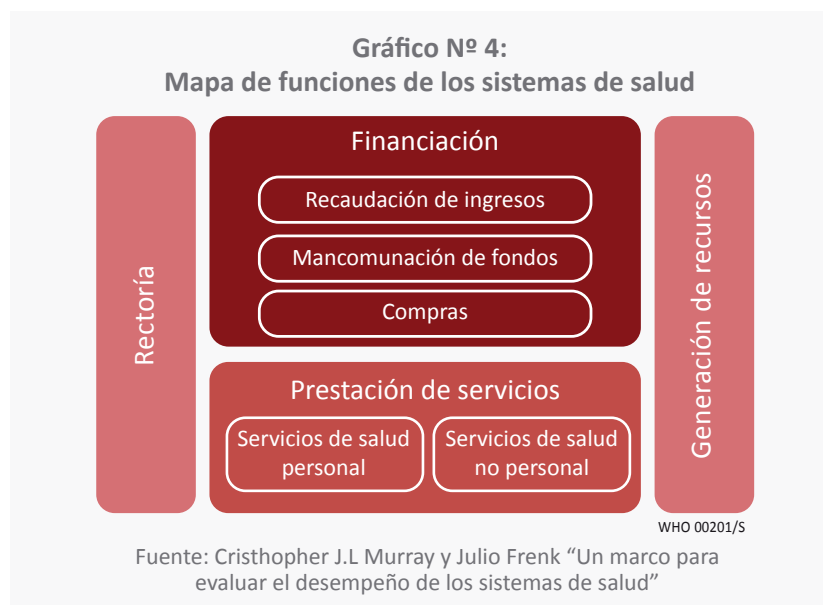 Gráfico Nº 4:
Mapa de funciones de los sistemas de salud
Rectoría
Financiación
Recaudación de ingresos
Mancomunación de fondos
Compras
Prestación de servicios
Servicios de salud
personal
Servicios de salud
no personal
Generación de recursos
WHO 00201/S
Fuente: Cristhopher J.L Murray y Julio Frenk “Un marco para
evaluar el desempeño de los sistemas de salud”